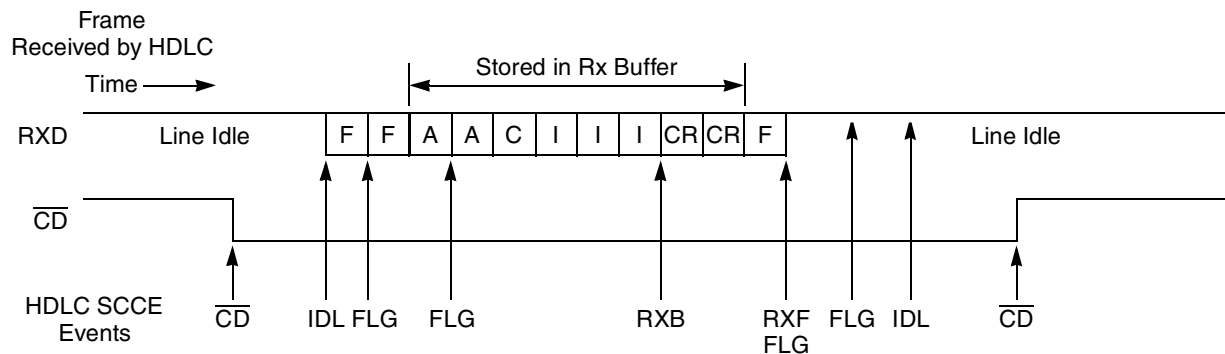 Frame
Received by HDLC
Stored in Rx Buffer
Time
RXD Line Idle F F A A C I I I CR CR F Line Idle
CD
HDLC SCCE
Events
CD IDL FLG FLG RXB RXF FLG IDL CD
FLG